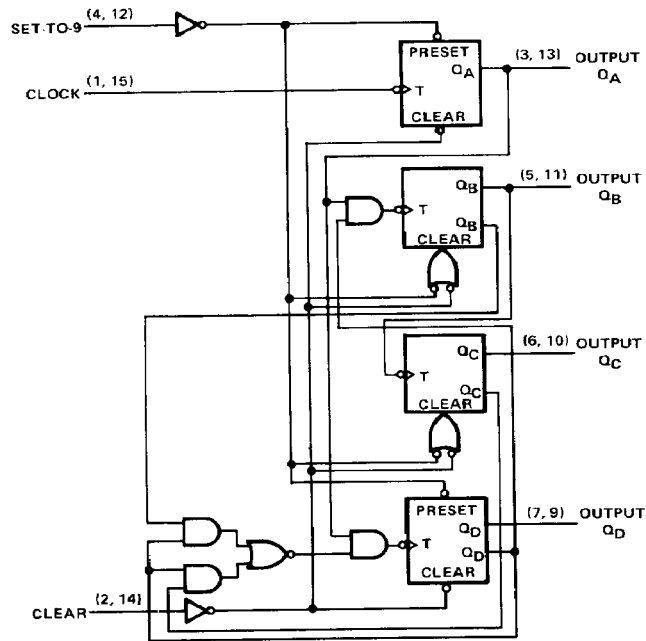 SET-TO-9 (4, 12)
PRESET
QA
(3, 13) OUTPUT
QA
CLOCK (1, 15)
T
CLEAR
QB
(5, 11) OUTPUT
QB
T
QB
CLEAR
QC
(6, 10) OUTPUT
QC
T
QC
CLEAR
PRESET
QD
(7, 9) OUTPUT
QD
T
QD
CLEAR
CLEAR (2, 14)